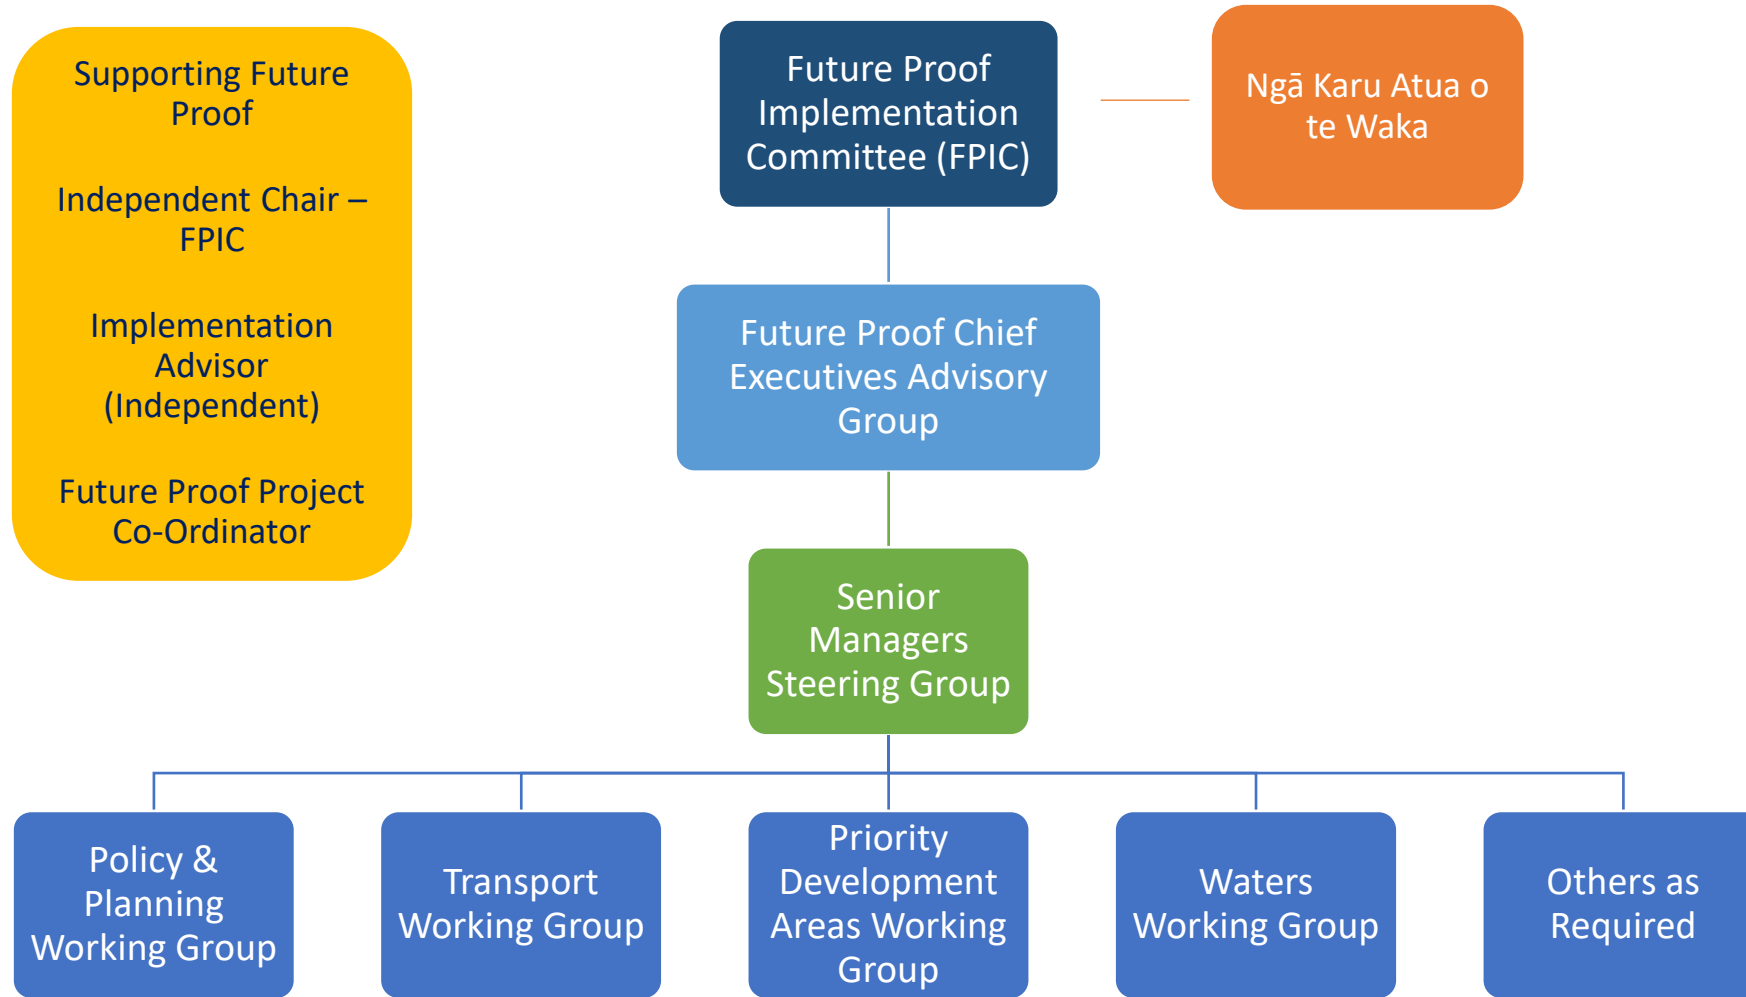 Supporting Future
Proof
Independent Chair –
FPIC
Implementation
Advisor
(Independent)
Future Proof Project
Co-Ordinator
Future Proof
Implementation
Committee (FPIC)
Ngā Karu Atua o
te Waka
Future Proof Chief
Executives Advisory
Group
Senior
Managers
Steering Group
Policy &
Planning
Working Group
Transport
Working Group
Priority
Development
Areas Working
Group
Waters
Working Group
Others as
Required